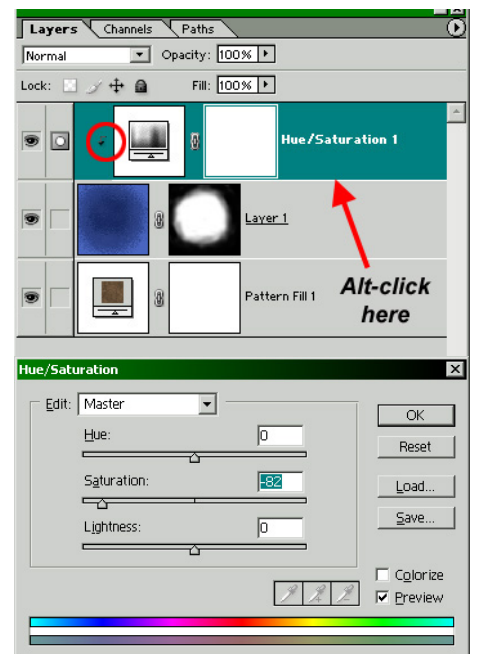 Layers Channels Paths
Normal Opacity: 100%
Lock: Fill: 100%
Hue/Saturation 1
Layer 1
Pattern Fill 1
Alt-click
here
Hue/Saturation
Edit: Master
OK
Hue: 0
Reset
Saturation: -82
Load...
Save...
Lightness: 0
Colorize
Preview